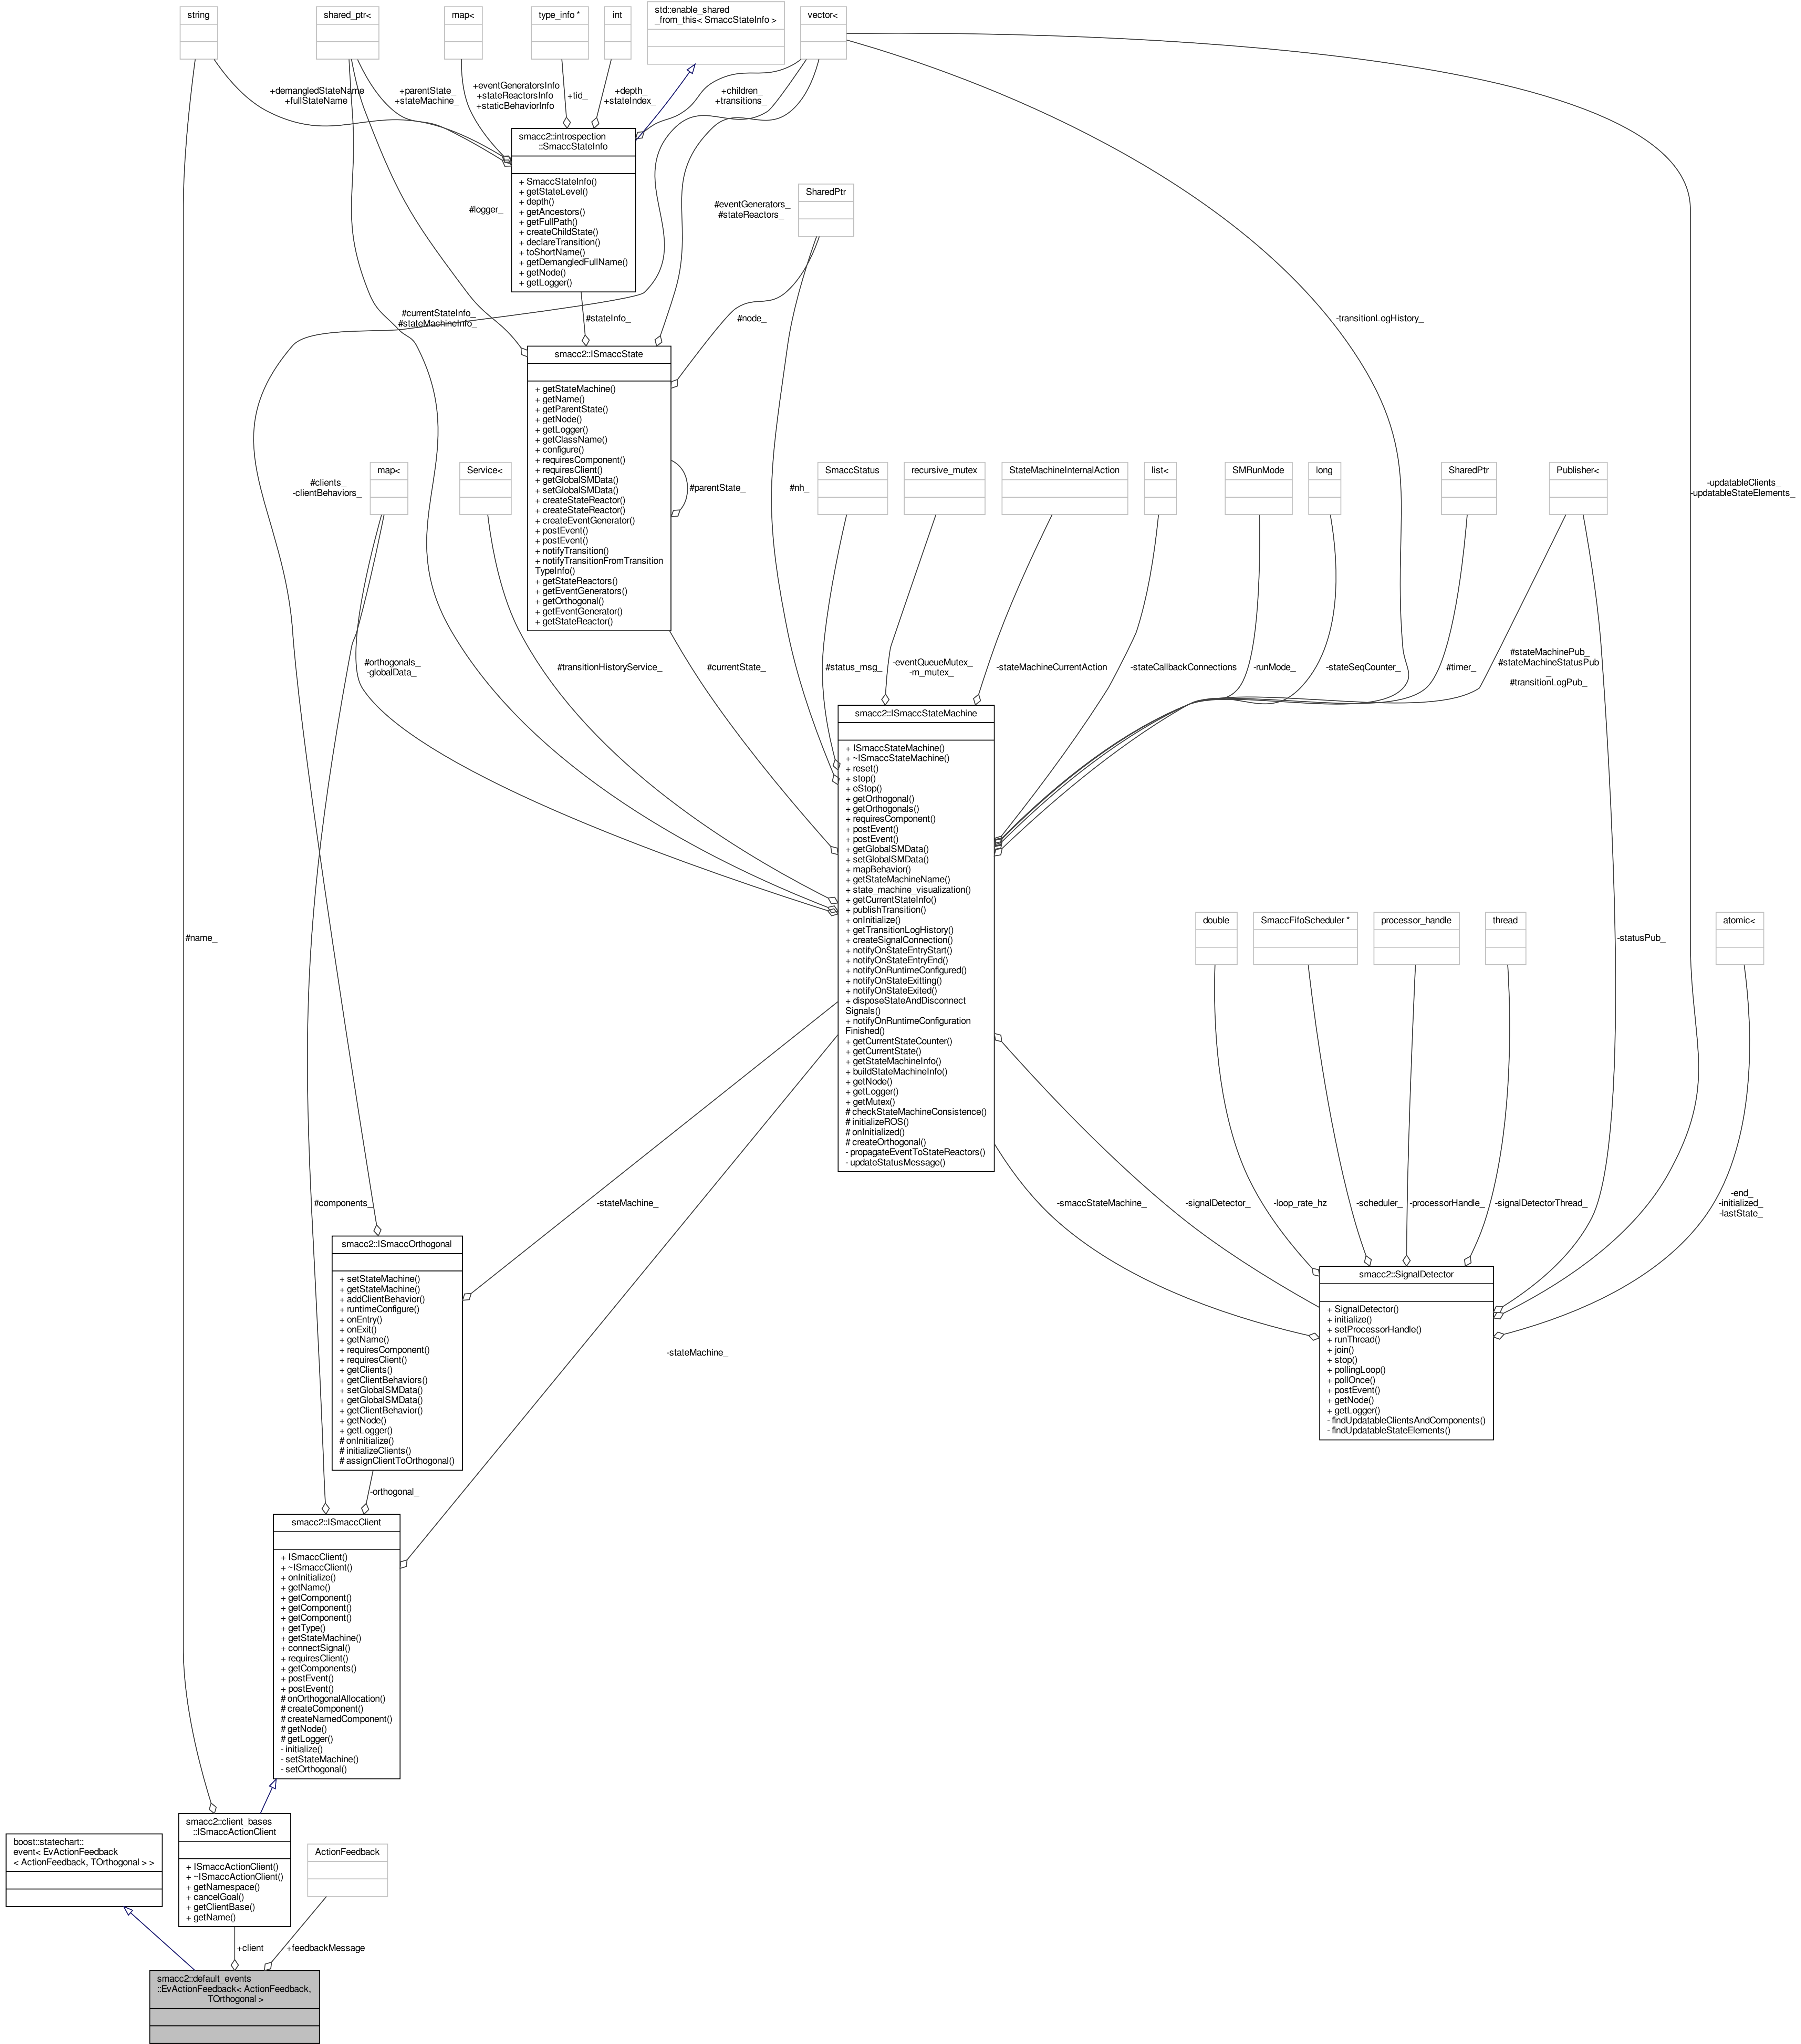 string
shared_ptr<
map<
type_info *
int
std::enable_shared
_from_this< SmaccStateInfo >
vector<
+demangledStateName
+fullStateName
+parentState_
+stateMachine_
+eventGeneratorsInfo
+stateReactorsInfo
+staticBehaviorInfo
+tid_
+depth_
+stateIndex_
+children_
+transitions_
smacc2::introspection
::SmaccStateInfo
+ SmaccStateInfo()
+ getStateLevel()
+ depth()
+ getAncestors()
+ getFullPath()
+ createChildState()
+ declareTransition()
+ toShortName()
+ getDemangledFullName()
+ getNode()
+ getLogger()
#logger_
SharedPtr
#eventGenerators_
#stateReactors_
#currentStateInfo_
#stateMachineInfo_
#stateInfo_
#node_
-transitionLogHistory_
smacc2::ISmaccState
+ getStateMachine()
+ getName()
+ getParentState()
+ getNode()
+ getLogger()
+ getClassName()
+ configure()
+ requiresComponent()
+ requiresClient()
+ getGlobalSMData()
+ setGlobalSMData()
+ createStateReactor()
+ createStateReactor()
+ createEventGenerator()
+ postEvent()
+ postEvent()
+ notifyTransition()
+ notifyTransitionFromTransition
TypeInfo()
+ getStateReactors()
+ getEventGenerators()
+ getOrthogonal()
+ getEventGenerator()
+ getStateReactor()
#parentState_
map<
Service<
SmaccStatus
recursive_mutex
StateMachineInternalAction
list<
SMRunMode
long
SharedPtr
Publisher<
#clients_
-clientBehaviors_
#nh_
-updatableClients_
-updatableStateElements_
#orthogonals_
-globalData_
#transitionHistoryService_
#currentState_
#status_msg_
-eventQueueMutex_
-m_mutex_
-stateMachineCurrentAction
-stateCallbackConnections
-runMode_
-stateSeqCounter_
#timer_
#stateMachinePub_
#stateMachineStatusPub
_
#transitionLogPub_
smacc2::ISmaccStateMachine
+ ISmaccStateMachine()
+ ~ISmaccStateMachine()
+ reset()
+ stop()
+ eStop()
+ getOrthogonal()
+ getOrthogonals()
+ requiresComponent()
+ postEvent()
+ postEvent()
+ getGlobalSMData()
+ setGlobalSMData()
+ mapBehavior()
+ getStateMachineName()
+ state_machine_visualization()
+ getCurrentStateInfo()
+ publishTransition()
+ onInitialize()
+ getTransitionLogHistory()
+ createSignalConnection()
+ notifyOnStateEntryStart()
+ notifyOnStateEntryEnd()
+ notifyOnRuntimeConfigured()
+ notifyOnStateExitting()
+ notifyOnStateExited()
+ disposeStateAndDisconnect
Signals()
+ notifyOnRuntimeConfiguration
Finished()
+ getCurrentStateCounter()
+ getCurrentState()
+ getStateMachineInfo()
+ buildStateMachineInfo()
+ getNode()
+ getLogger()
+ getMutex()
# checkStateMachineConsistence()
# initializeROS()
# onInitialized()
# createOrthogonal()
- propagateEventToStateReactors()
- updateStatusMessage()
#name_
double
SmaccFifoScheduler *
processor_handle
thread
atomic<
-statusPub_
#components_
-stateMachine_
-smaccStateMachine_
-signalDetector_
-loop_rate_hz
-scheduler_
-processorHandle_
-signalDetectorThread_
-end_
-initialized_
-lastState_
smacc2::ISmaccOrthogonal
+ setStateMachine()
+ getStateMachine()
+ addClientBehavior()
+ runtimeConfigure()
+ onEntry()
+ onExit()
+ getName()
+ requiresComponent()
+ requiresClient()
+ getClients()
+ getClientBehaviors()
+ setGlobalSMData()
+ getGlobalSMData()
+ getClientBehavior()
+ getNode()
+ getLogger()
# onInitialize()
# initializeClients()
# assignClientToOrthogonal()
smacc2::SignalDetector
+ SignalDetector()
+ initialize()
+ setProcessorHandle()
+ runThread()
+ join()
+ stop()
+ pollingLoop()
+ pollOnce()
+ postEvent()
+ getNode()
+ getLogger()
- findUpdatableClientsAndComponents()
- findUpdatableStateElements()
-stateMachine_
-orthogonal_
smacc2::ISmaccClient
+ ISmaccClient()
+ ~ISmaccClient()
+ onInitialize()
+ getName()
+ getComponent()
+ getComponent()
+ getComponent()
+ getType()
+ getStateMachine()
+ connectSignal()
+ requiresClient()
+ getComponents()
+ postEvent()
+ postEvent()
# onOrthogonalAllocation()
# createComponent()
# createNamedComponent()
# getNode()
# getLogger()
- initialize()
- setStateMachine()
- setOrthogonal()
boost::statechart::
event< EvActionFeedback
< ActionFeedback, TOrthogonal > >
smacc2::client_bases
::ISmaccActionClient
+ ISmaccActionClient()
+ ~ISmaccActionClient()
+ getNamespace()
+ cancelGoal()
+ getClientBase()
+ getName()
ActionFeedback
+client
+feedbackMessage
smacc2::default_events
::EvActionFeedback< ActionFeedback,
TOrthogonal >